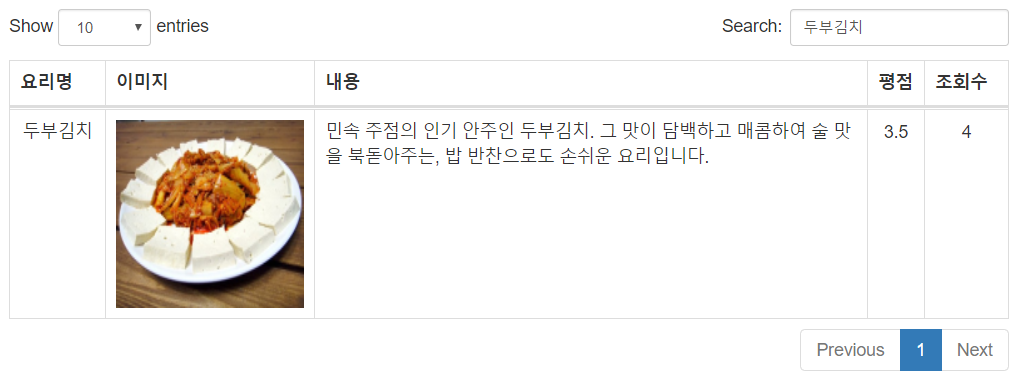 Show 10 entries Search: 두부김치
요리명 이미지 내용 평점 조회수
두부김치 민속 주점의 인기 안주인 두부김치. 그 맛이 담백하고 매콤하여 술 맛 3.5 4
을 북돋아주는, 밥 반찬으로도 손쉬운 요리입니다.
Previous 1 Next